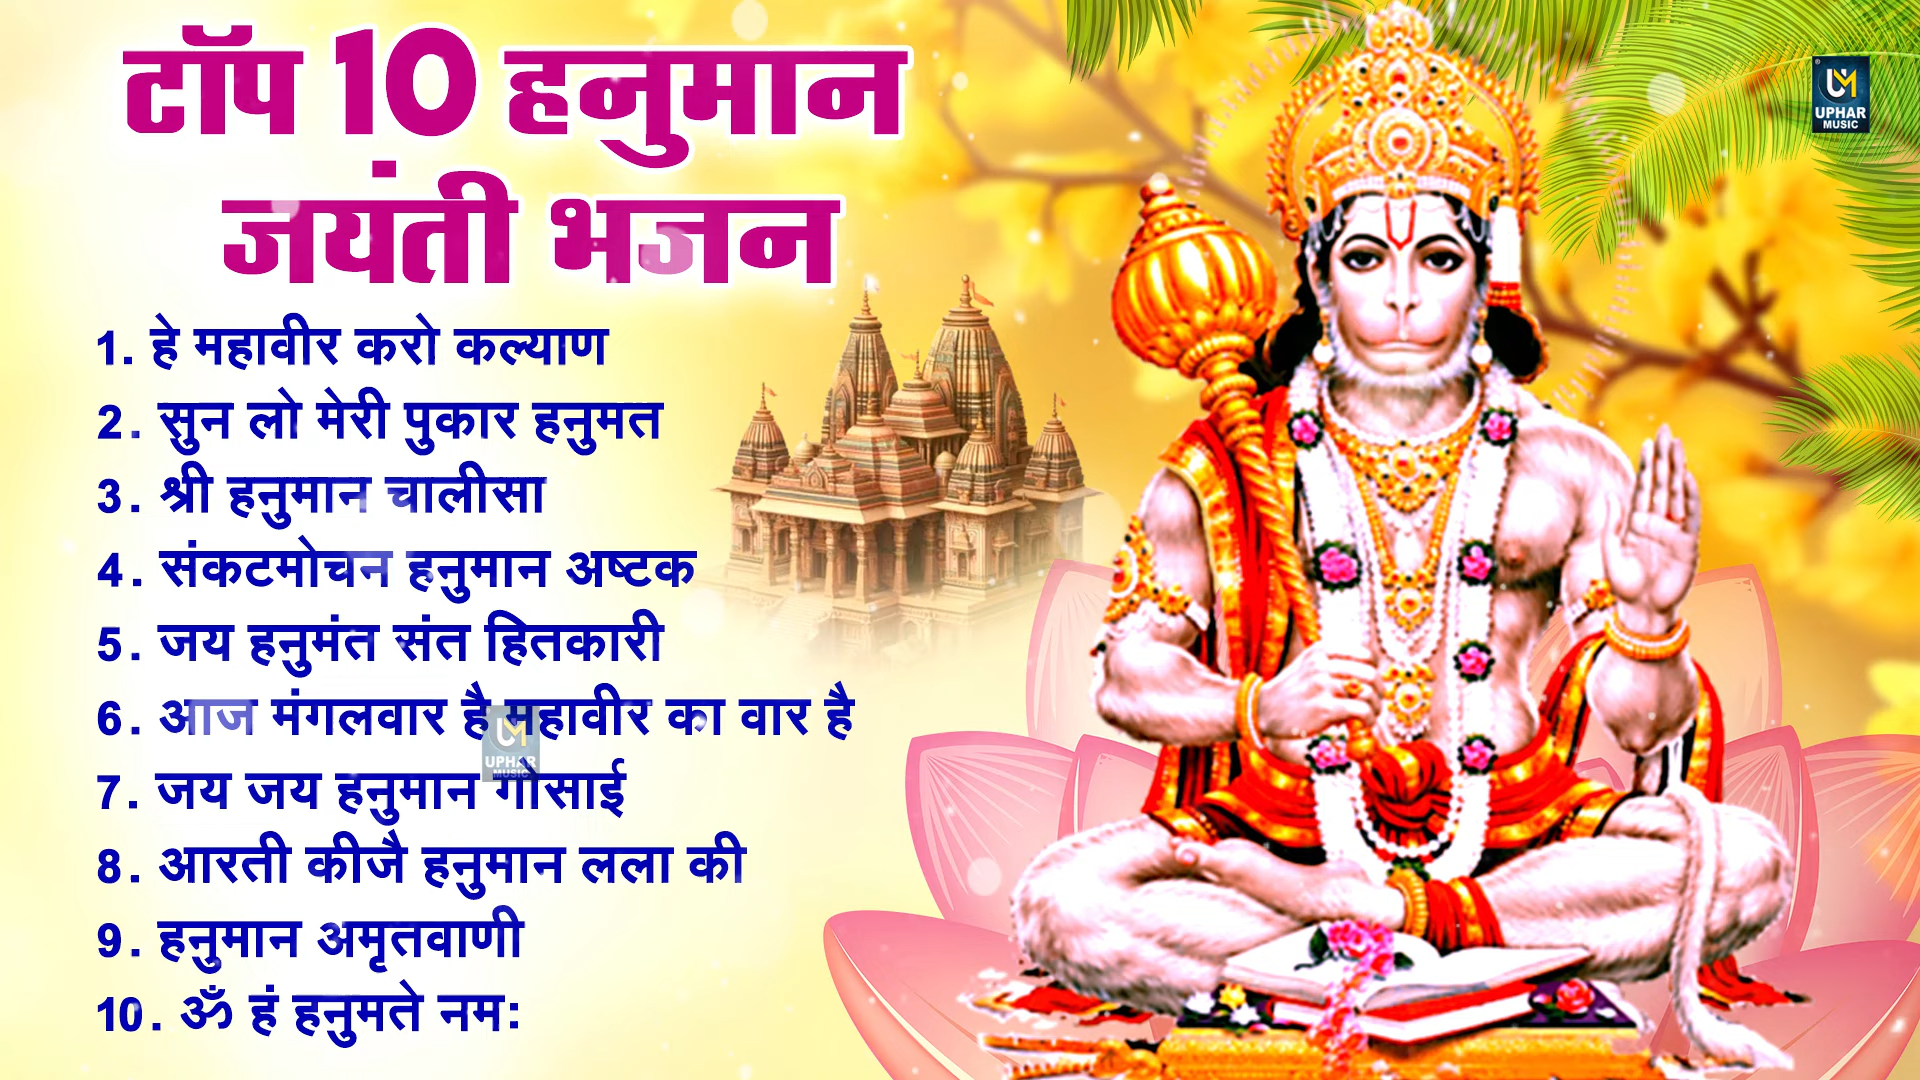 टॉप 10 हनुमान
जयंती भजन
1. हे महावीर करो कल्याण
2. सुन लो मेरी पुकार हनुमत
3. श्री हनुमान चालीसा
4. संकटमोचन हनुमान अष्टक
5. जय हनुमंत संत हितकारी
6. आज मंगलवार है महावीर का वार है
7. जय जय हनुमान गोसाई
8. आरती कीजै हनुमान लला की
9. हनुमान अमृतवाणी
10. ॐ हं हनुमते नमः
UPHAR
MUSIC
UPHAR
MUSIC